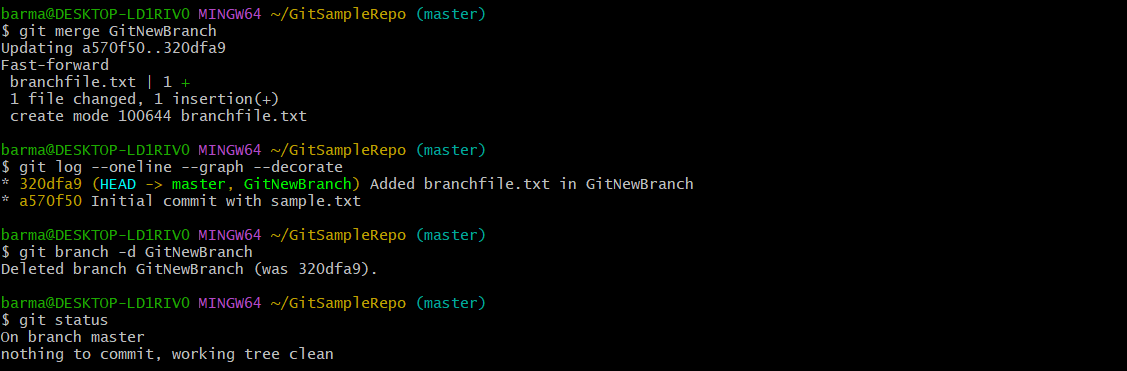 barma@DESKTOP-LD1RIV0 MINGW64 ~/GitSampleRepo (master)
$ git merge GitNewBranch
Updating a570f50..320dfa9
Fast-forward
 branchfile.txt | 1 +
 1 file changed, 1 insertion(+)
 create mode 100644 branchfile.txt
barma@DESKTOP-LD1RIV0 MINGW64 ~/GitSampleRepo (master)
$ git log --oneline --graph --decorate
* 320dfa9 (HEAD -> master, GitNewBranch) Added branchfile.txt in GitNewBranch
* a570f50 Initial commit with sample.txt
barma@DESKTOP-LD1RIV0 MINGW64 ~/GitSampleRepo (master)
$ git branch -d GitNewBranch
Deleted branch GitNewBranch (was 320dfa9).
barma@DESKTOP-LD1RIV0 MINGW64 ~/GitSampleRepo (master)
$ git status
On branch master
nothing to commit, working tree clean